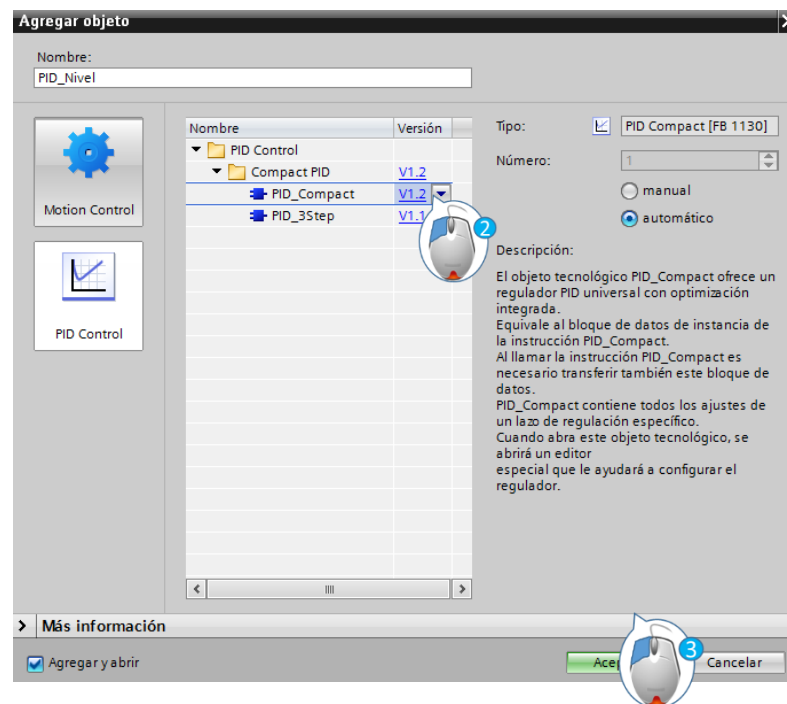 Agregar objeto
Nombre:
PID_Nivel
Motion Control
PID Control
Nombre Versión
PID Control
Compact PID V1.2
PID_Compact V1.2
PID_3Step
2
Tipo: PID Compact [FB 1130]
Número: 1
manual
automático
Descripción:
El objeto tecnológico PID_Compact ofrece un
regulador PID universal con optimización
integrada.
Equivale al bloque de datos de instancia de
la instrucción PID_Compact.
Al llamar la instrucción PID_Compact es
necesario transferir también este bloque de
datos.
PID_Compact contiene todos los ajustes de
un lazo de regulación específico.
Cuando abra este objeto tecnológico, se
abrirá un editor
especial que le ayudará a configurar el
regulador.
Más información
Agregar y abrir
3
Cancelar